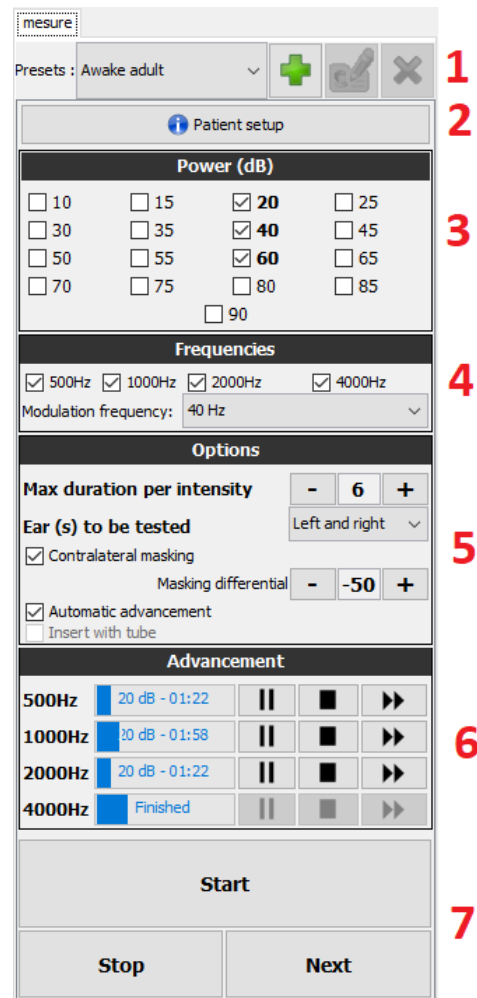 mesure
Presets : Awake adult
1
Patient setup
2
Power (dB)
10 15 20 25
30 35 40 45
50 55 60 65
70 75 80 85
90
3
Frequencies
500Hz 1000Hz 2000Hz 4000Hz
Modulation frequency: 40 Hz
4
Options
Max duration per intensity - 6 +
Ear (s) to be tested Left and right
Contralateral masking
Masking differential - -50 +
Automatic advancement
Insert with tube
5
Advancement
500Hz 20 dB - 01:22
1000Hz 20 dB - 01:58
2000Hz 20 dB - 01:22
4000Hz Finished
6
Start
Stop Next
7